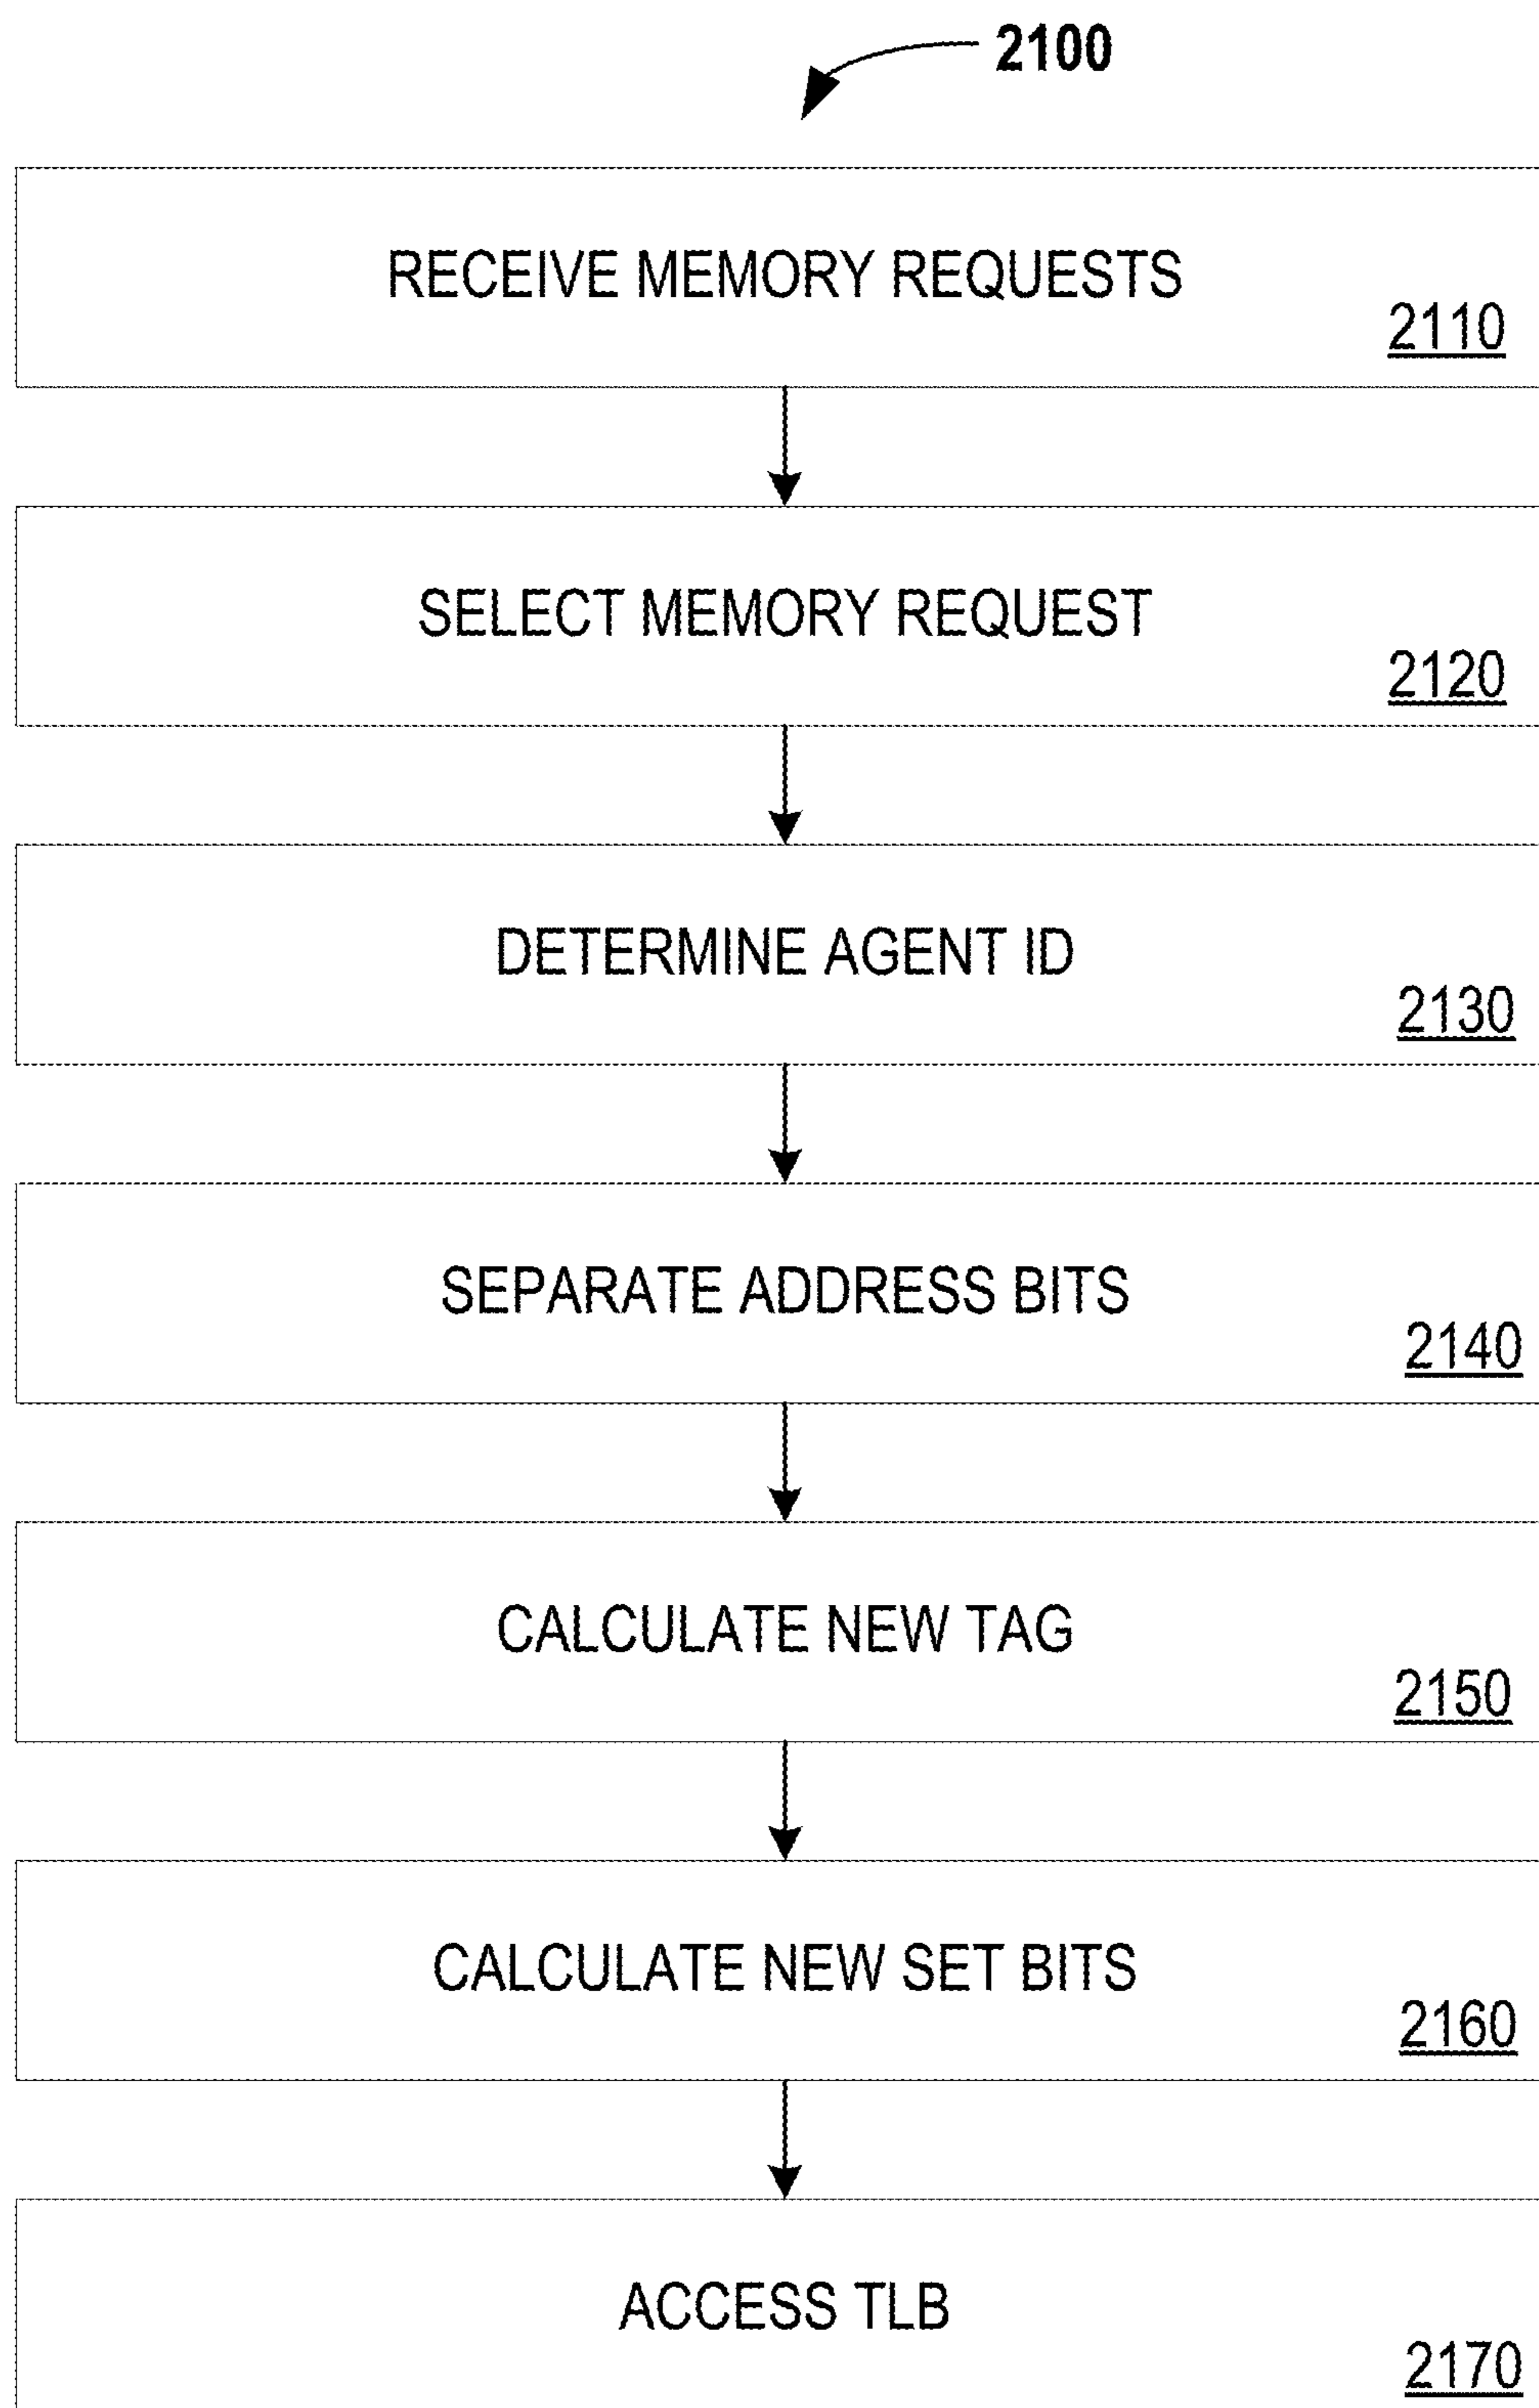 2100
RECEIVE MEMORY REQUESTS
2110
SELECT MEMORY REQUEST
2120
DETERMINE AGENT ID
2130
SEPARATE ADDRESS BITS
2140
CALCULATE NEW TAG
2150
CALCULATE NEW SET BITS
2160
ACCESS TLB
2170